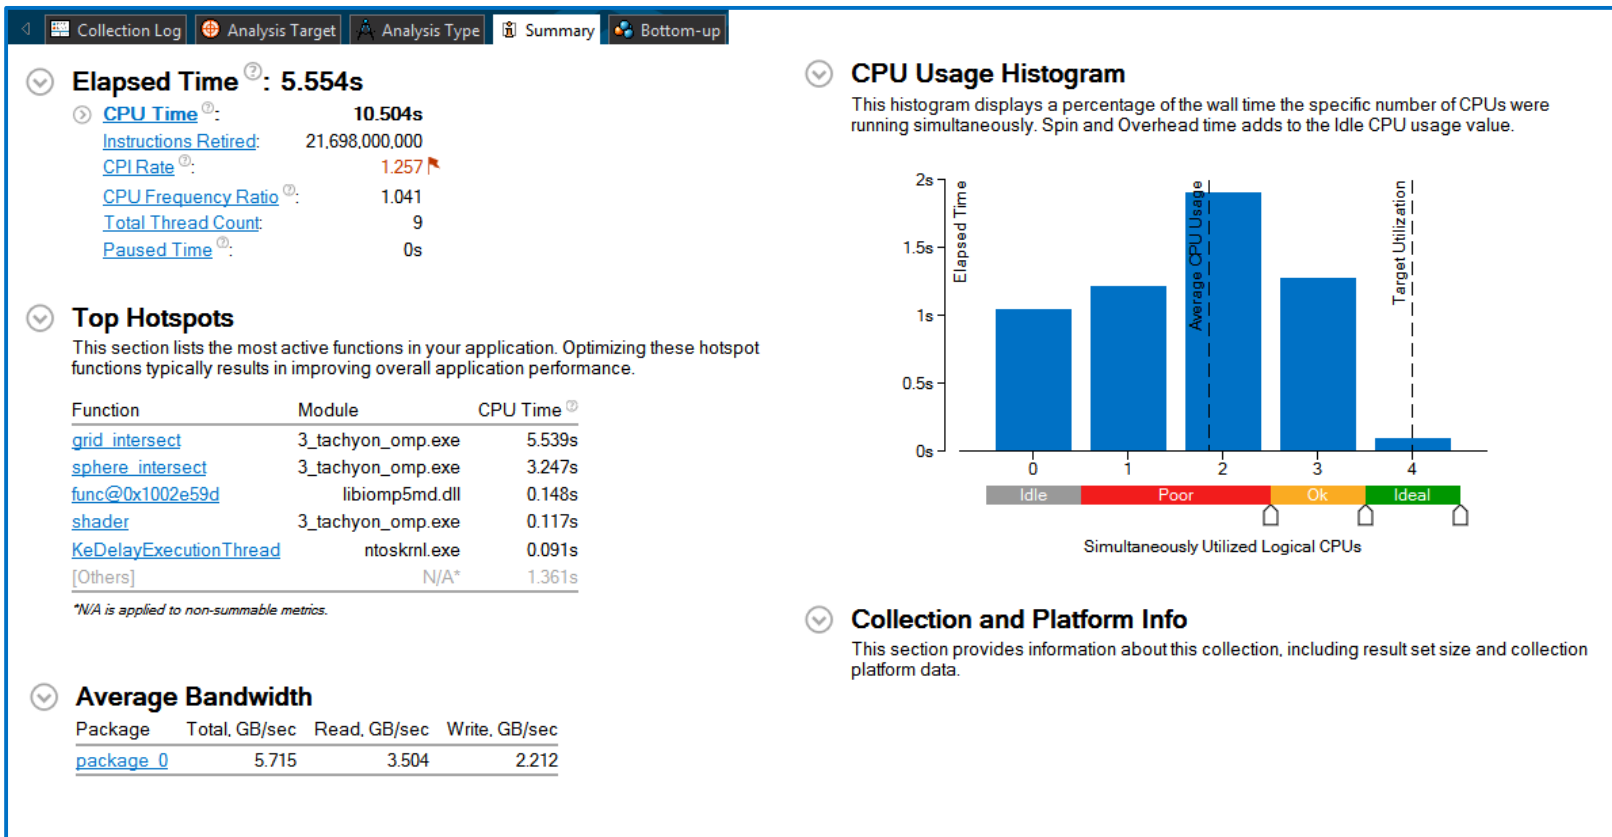 Collection Log Analysis Target Analysis Type Summary Bottom-up
Elapsed Time ?: 5.554s
CPU Time ?: 10.504s
Instructions Retired: 21,698,000,000
CPI Rate ?: 1.257
CPU Frequency Ratio ?: 1.041
Total Thread Count: 9
Paused Time ?: 0s
Top Hotspots
This section lists the most active functions in your application. Optimizing these hotspot
functions typically results in improving overall application performance.
Function Module CPU Time ?
grid_intersect 3_tachyon_omp.exe 5.539s
sphere_intersect 3_tachyon_omp.exe 3.247s
func@0x1002e59d libiomp5md.dll 0.148s
shader 3_tachyon_omp.exe 0.117s
KeDelayExecutionThread ntoskrnl.exe 0.091s
[Others] N/A* 1.361s
*N/A is applied to non-summable metrics.
Average Bandwidth
Package Total, GB/sec Read, GB/sec Write, GB/sec
package_0 5.715 3.504 2.212
CPU Usage Histogram
This histogram displays a percentage of the wall time the specific number of CPUs were
running simultaneously. Spin and Overhead time adds to the Idle CPU usage value.
2s
1.5s
1s
0.5s
0s
Elapsed Time
Average CPU Usage
Target Utilization
0 1 2 3 4
Idle Poor Ok Ideal
Simultaneously Utilized Logical CPUs
Collection and Platform Info
This section provides information about this collection, including result set size and collection
platform data.